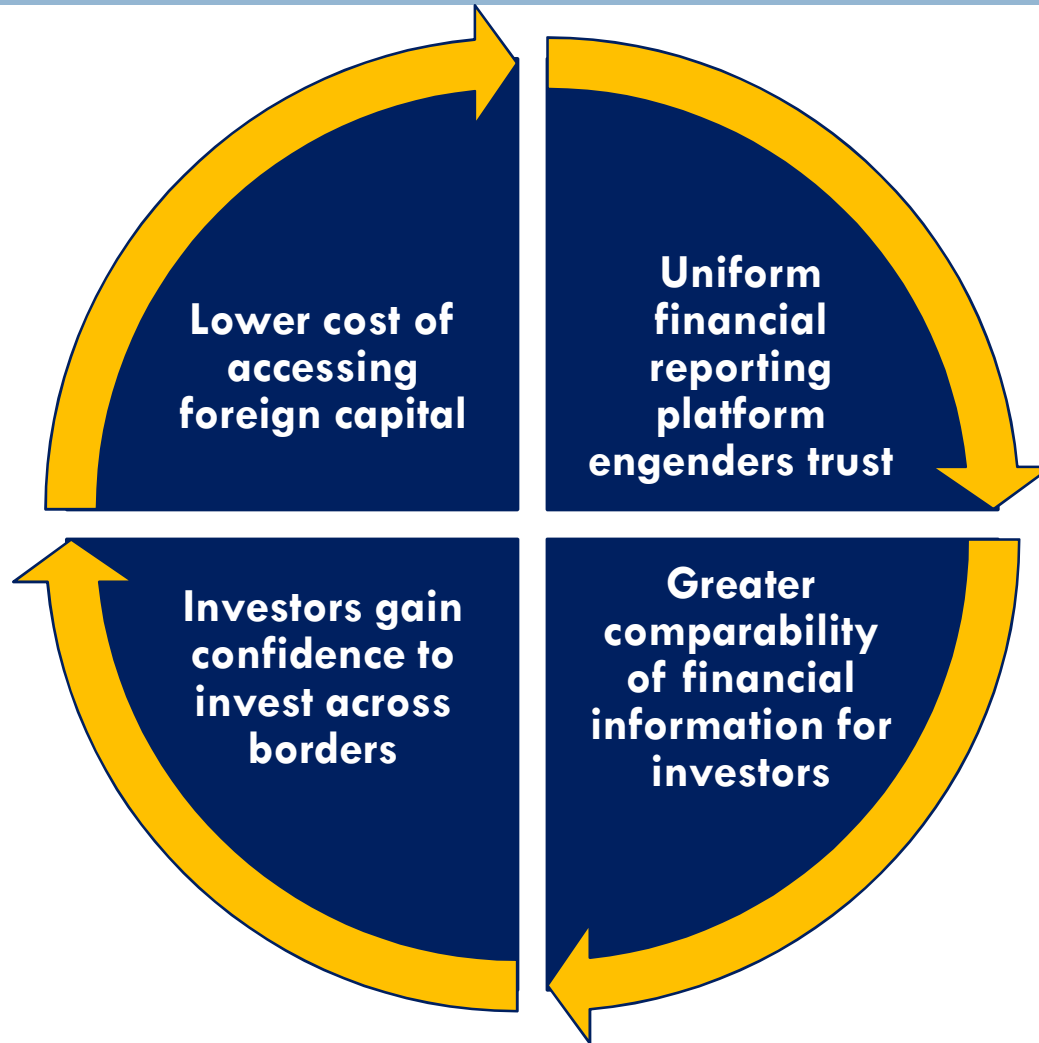 Lower cost of
accessing
foreign capital
Uniform
financial
reporting
platform
engenders trust
Investors gain
confidence to
invest across
borders
Greater
comparability
of financial
information for
investors